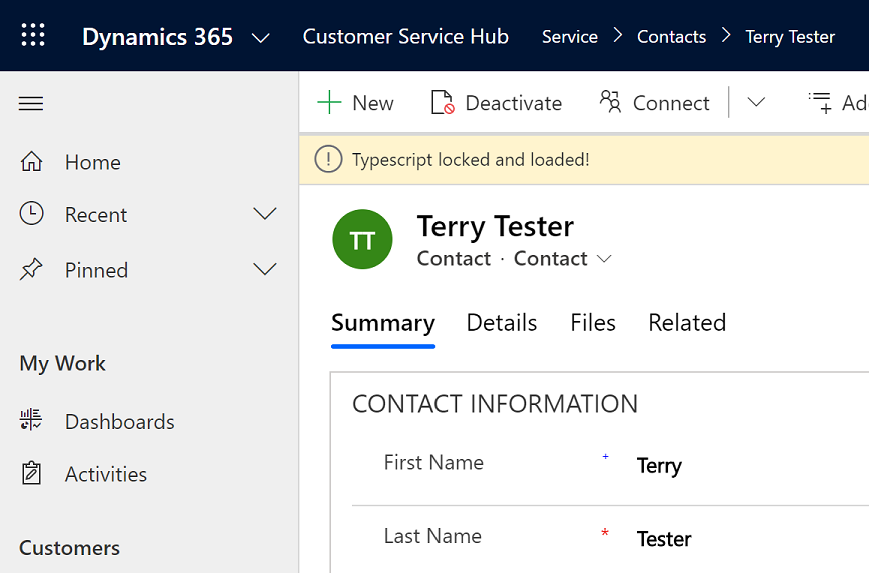 Dynamics 365 Customer Service Hub Service Contacts Terry Tester
New Deactivate Connect
Typescript locked and loaded!
Home
Recent
Pinned
My Work
Dashboards
Activities
Customers
TT
Terry Tester
Contact · Contact
Summary Details Files Related
CONTACT INFORMATION
First Name + Terry
Last Name * Tester